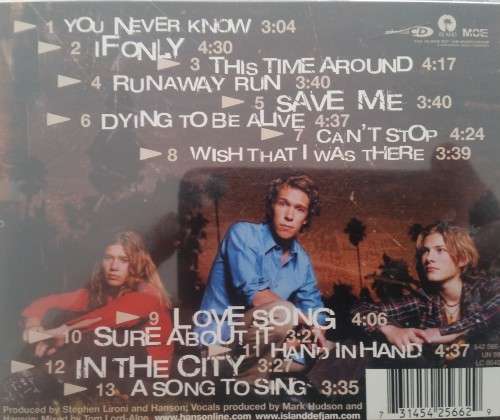 1 YOU NEVER KNOW 3:04
2 IF ONLY 4:30
3 THIS TIME AROUND 4:17
4 RUNAWAY RUN 3:40
5 SAVE ME 3:40
6 DYING TO BE ALIVE 4:37
7 CAN'T STOP 4:24
8 WISH THAT I WAS THERE 3:39
9 LOVE SONG 4:06
10 SURE ABOUT IT 3:27
11 HAND IN HAND 4:37
12 IN THE CITY 3:27
13 A SONG TO SING 3:35
CD
ISLAND
MOE
7 31454 25662
Produced by Stephen Lironi and Hanson; Vocals produced by Mark Hudson and
Hanson; Mixed by Tom Lord-Alge
www.hansonline.com www.islanddefjam.com